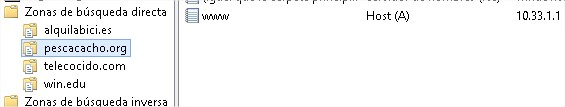 Zonas de búsqueda directa
alquilabici.es
pescacacho.org
telecocido.com
win.edu
Zonas de búsqueda inversa
www Host (A) 10.33.1.1